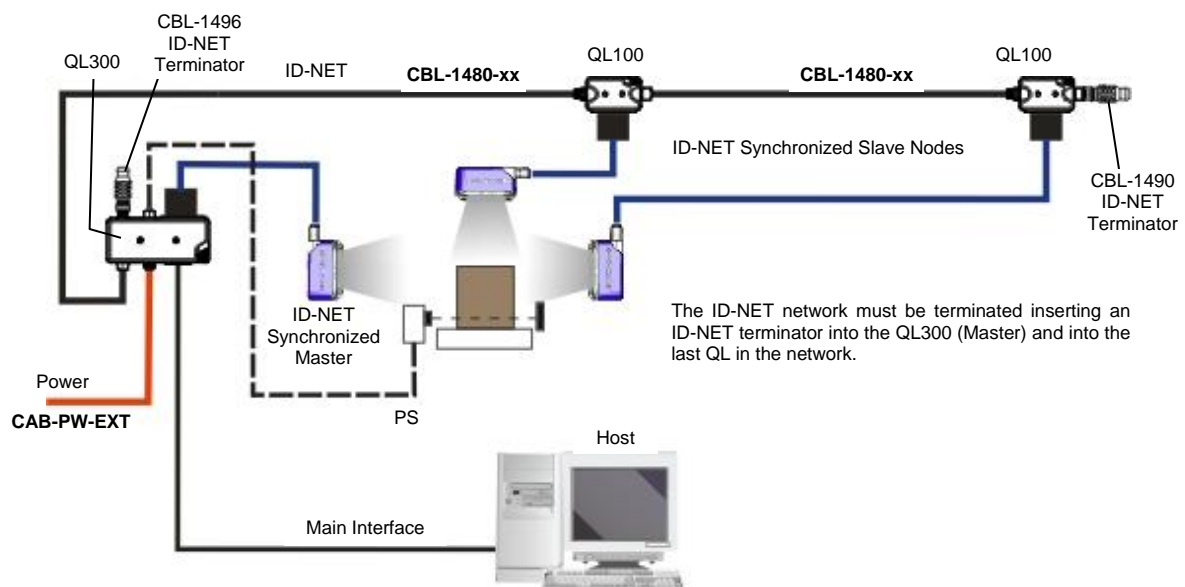 CBL-1496
ID-NET
Terminator
QL300
ID-NET
CBL-1480-xx
QL100
CBL-1480-xx
QL100
ID-NET Synchronized Slave Nodes
CBL-1490
ID-NET
Terminator
ID-NET
Synchronized
Master
The ID-NET network must be terminated inserting an
ID-NET terminator into the QL300 (Master) and into the
last QL in the network.
Power
CAB-PW-EXT
PS
Host
Main Interface